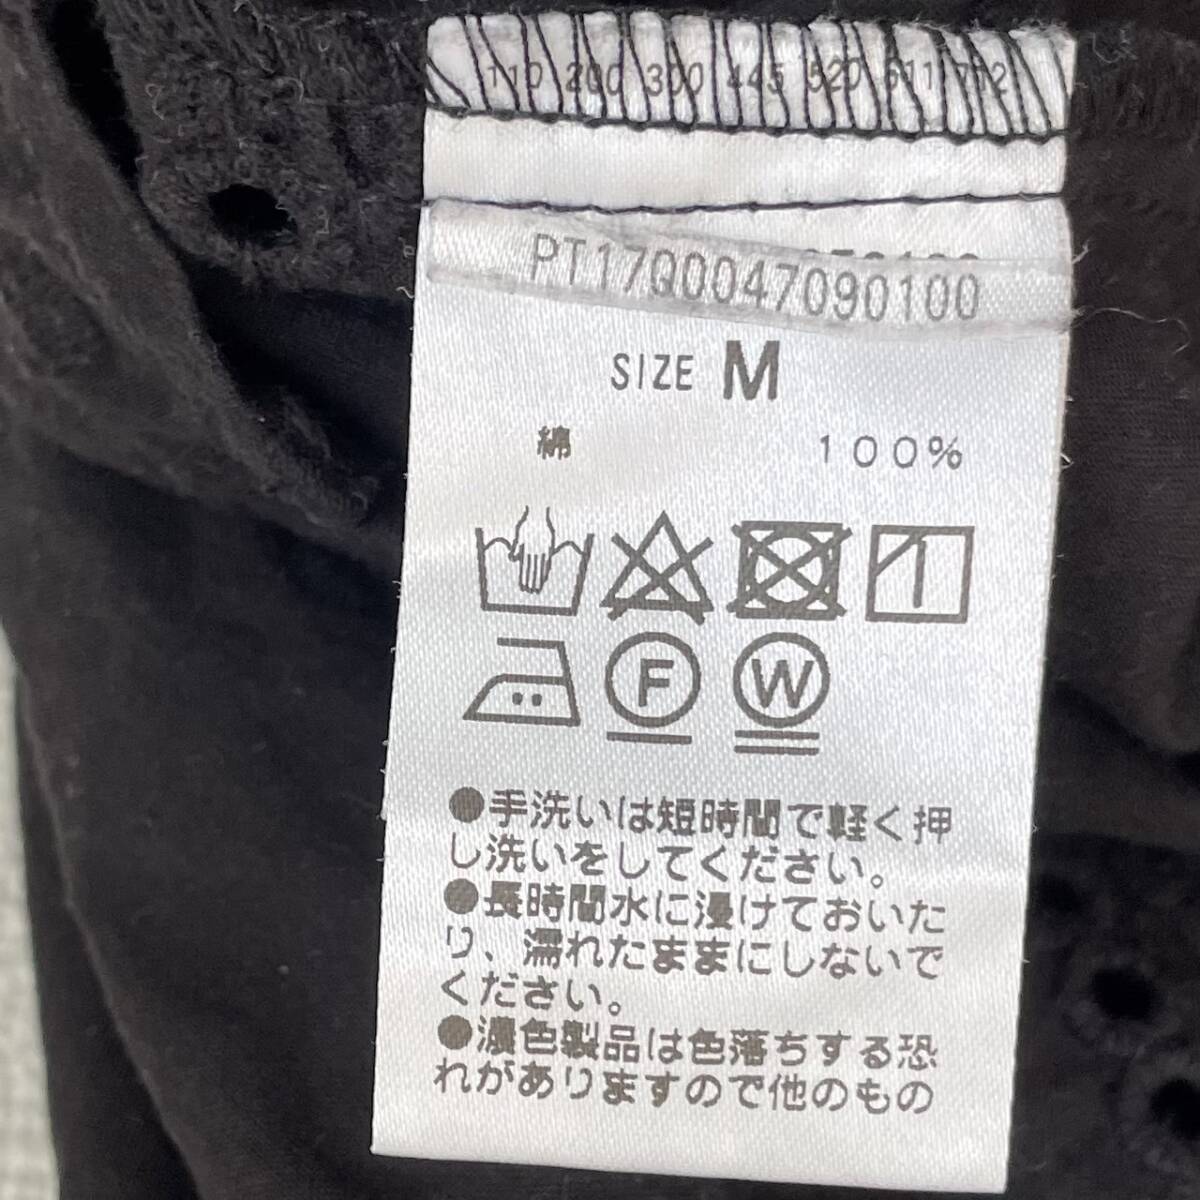 110 200 300 445 520 611 712
PT17Q0047090100
SIZE M
綿 100%
F W
●手洗いは短時間で軽く押
し洗いをしてください。
●長時間水に浸けておいた
り、濡れたままにしないで
ください。
●濃色製品は色落ちする恐
れがありますので他のもの